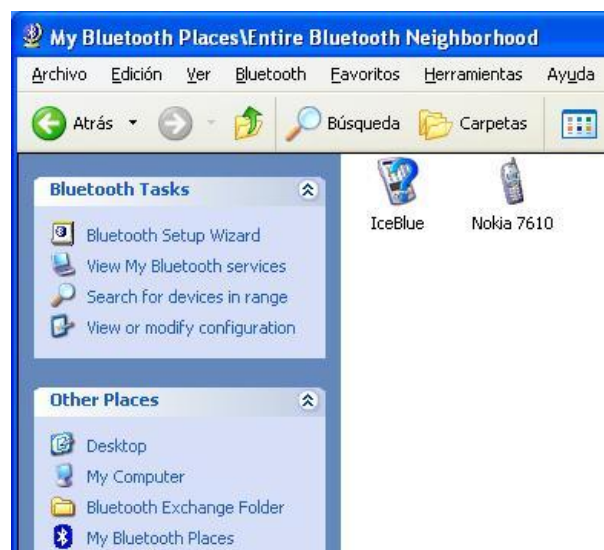 My Bluetooth Places\Entire Bluetooth Neighborhood
Archivo Edición Ver Bluetooth Favoritos Herramientas Ayuda
Atrás Búsqueda Carpetas
Bluetooth Tasks
Bluetooth Setup Wizard
View My Bluetooth services
Search for devices in range
View or modify configuration
IceBlue Nokia 7610
Other Places
Desktop
My Computer
Bluetooth Exchange Folder
My Bluetooth Places